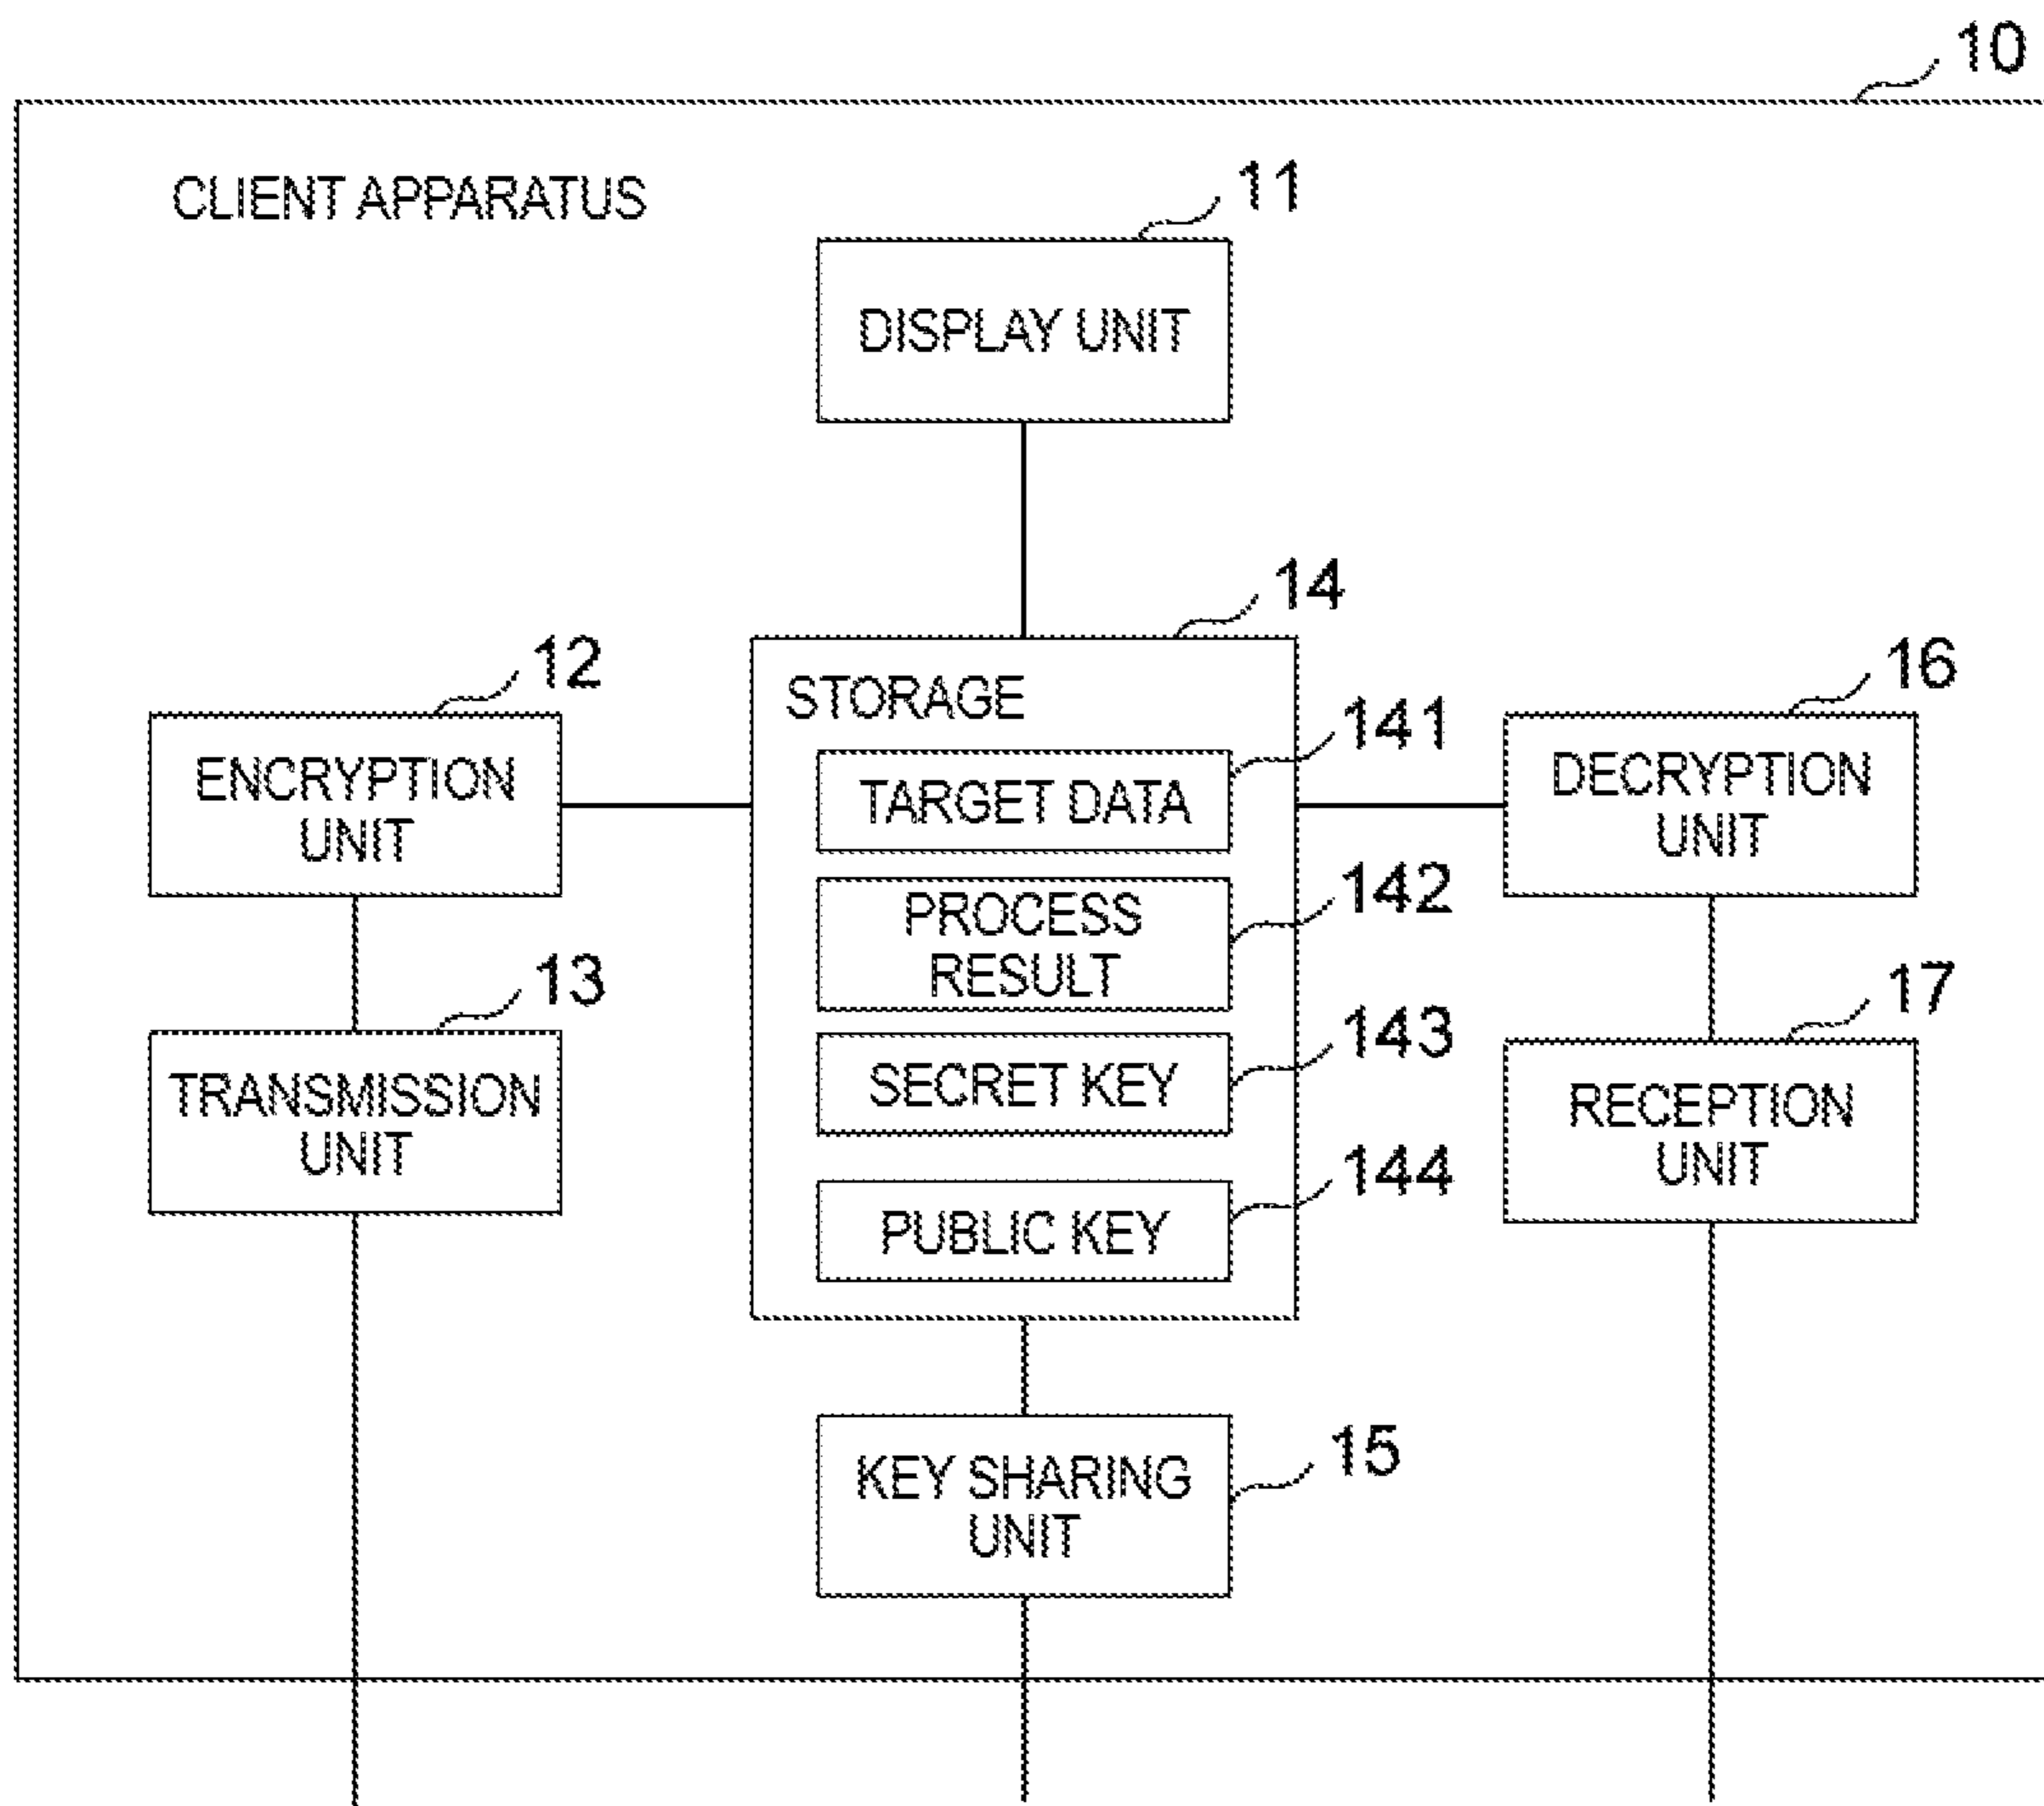 10
CLIENT APPARATUS
11
DISPLAY UNIT
14
STORAGE
12
ENCRYPTION
UNIT
141
TARGET DATA
16
DECRYPTION
UNIT
142
PROCESS
RESULT
13
TRANSMISSION
UNIT
143
SECRET KEY
17
RECEPTION
UNIT
144
PUBLIC KEY
15
KEY SHARING
UNIT